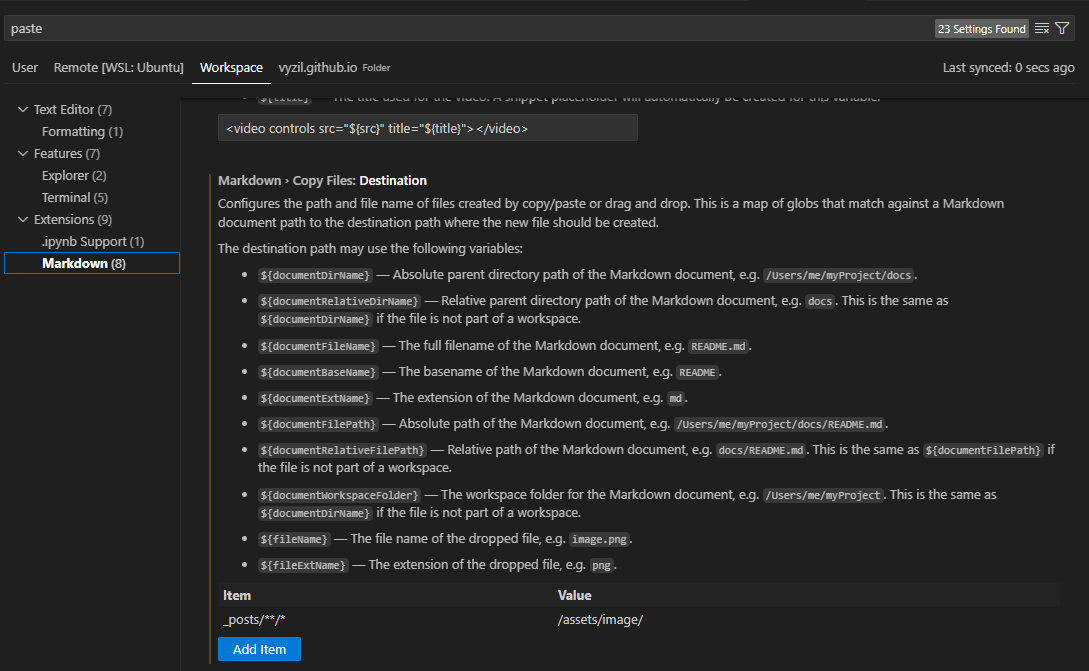 paste
23 Settings Found
User Remote [WSL: Ubuntu] Workspace vyzil.github.io Folder
Last synced: 0 secs ago
Text Editor (7)
Formatting (1)
Features (7)
Explorer (2)
Terminal (5)
Extensions (9)
.ipynb Support (1)
Markdown (8)
${title} — The title used for the video. A snippet placeholder will automatically be created for this variable.
<video controls src="${src}" title="${title}"></video>
Markdown › Copy Files: Destination
Configures the path and file name of files created by copy/paste or drag and drop. This is a map of globs that match against a Markdown
document path to the destination path where the new file should be created.
The destination path may use the following variables:
• ${documentDirName} — Absolute parent directory path of the Markdown document, e.g. /Users/me/myProject/docs.
• ${documentRelativeDirName} — Relative parent directory path of the Markdown document, e.g. docs. This is the same as
${documentDirName} if the file is not part of a workspace.
• ${documentFileName} — The full filename of the Markdown document, e.g. README.md.
• ${documentBaseName} — The basename of the Markdown document, e.g. README.
• ${documentExtName} — The extension of the Markdown document, e.g. md.
• ${documentFilePath} — Absolute path of the Markdown document, e.g. /Users/me/myProject/docs/README.md.
• ${documentRelativeFilePath} — Relative path of the Markdown document, e.g. docs/README.md. This is the same as ${documentFilePath} if
the file is not part of a workspace.
• ${documentWorkspaceFolder} — The workspace folder for the Markdown document, e.g. /Users/me/myProject. This is the same as
${documentDirName} if the file is not part of a workspace.
• ${fileName} — The file name of the dropped file, e.g. image.png.
• ${fileExtName} — The extension of the dropped file, e.g. png.
Item Value
_posts/**/* /assets/image/
Add Item